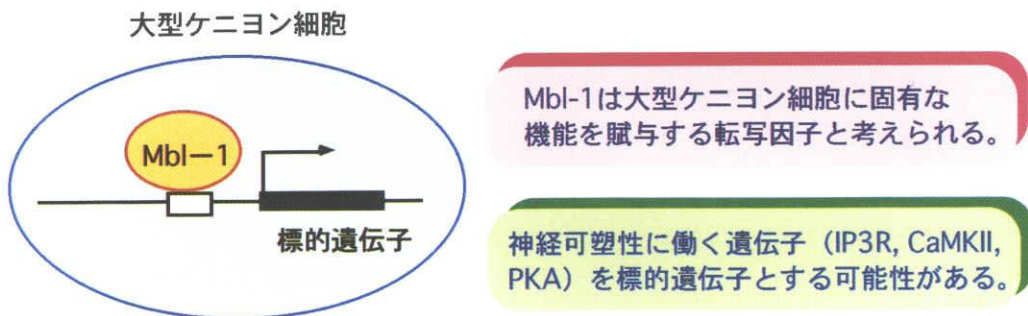 大型ケニヨン細胞
Mbl−1
標的遺伝子
Mbl-1は大型ケニヨン細胞に固有な
機能を賦与する転写因子と考えられる。
神経可塑性に働く遺伝子（IP3R, CaMKII,
PKA）を標的遺伝子とする可能性がある。